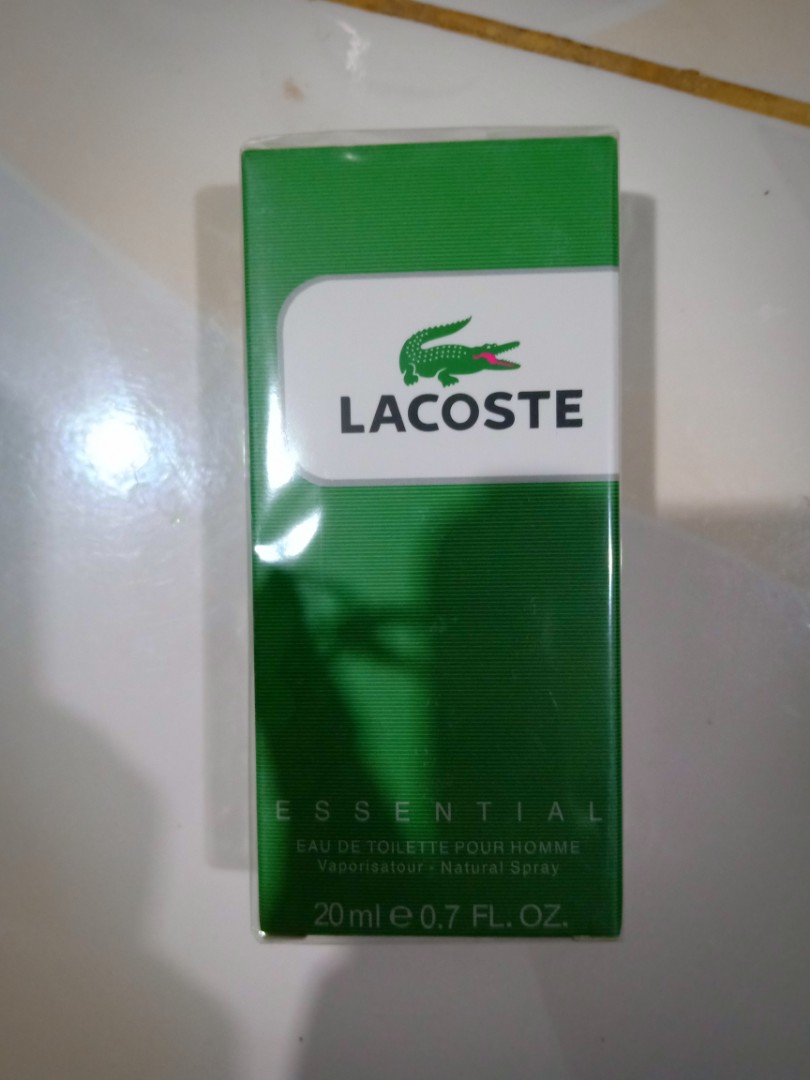 LACOSTE
ESSENTIAL
EAU DE TOiLETTE POUR HOMME
Vaporisatour - Natural Spray
20ml e 0.7 FL. OZ.